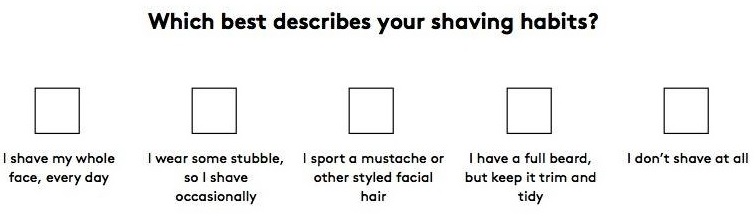 Which best describes your shaving habits?
I shave my whole
face, every day
I wear some stubble,
so I shave
occasionally
I sport a mustache or
other styled facial
hair
I have a full beard,
but keep it trim and
tidy
I don't shave at all